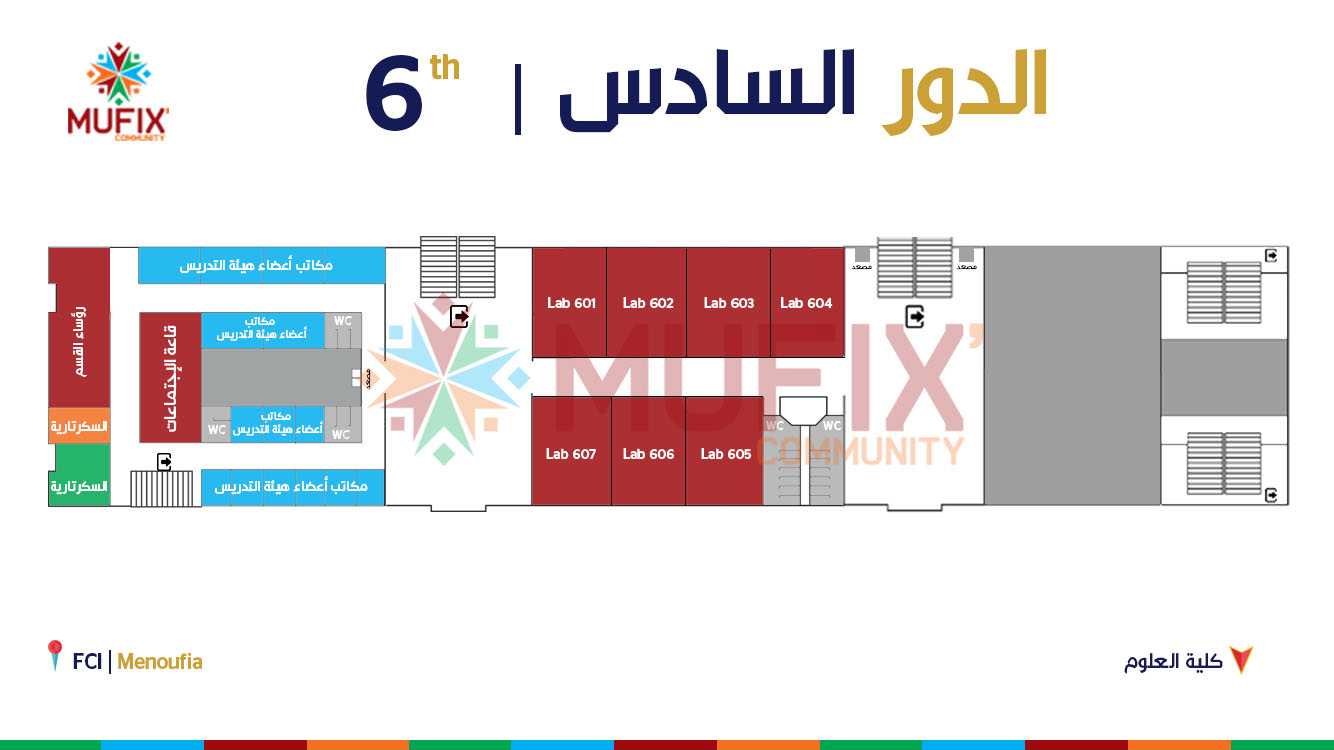 MUFIX'
COMMUNITY
الدور السادس | 6th
مكاتب أعضاء هيئة التدريس
رؤساء القسم
السكرتارية
السكرتارية
قاعة الإجتماعات
مكاتب
أعضاء هيئة التدريس
WC
مصعد
WC
مكاتب
أعضاء هيئة التدريس
WC
مكاتب أعضاء هيئة التدريس
Lab 601
Lab 602
Lab 603
Lab 604
مصعد
مصعد
Lab 607
Lab 606
Lab 605
WC
WC
MUFIX'
COMMUNITY
FCI | Menoufia
كلية العلوم